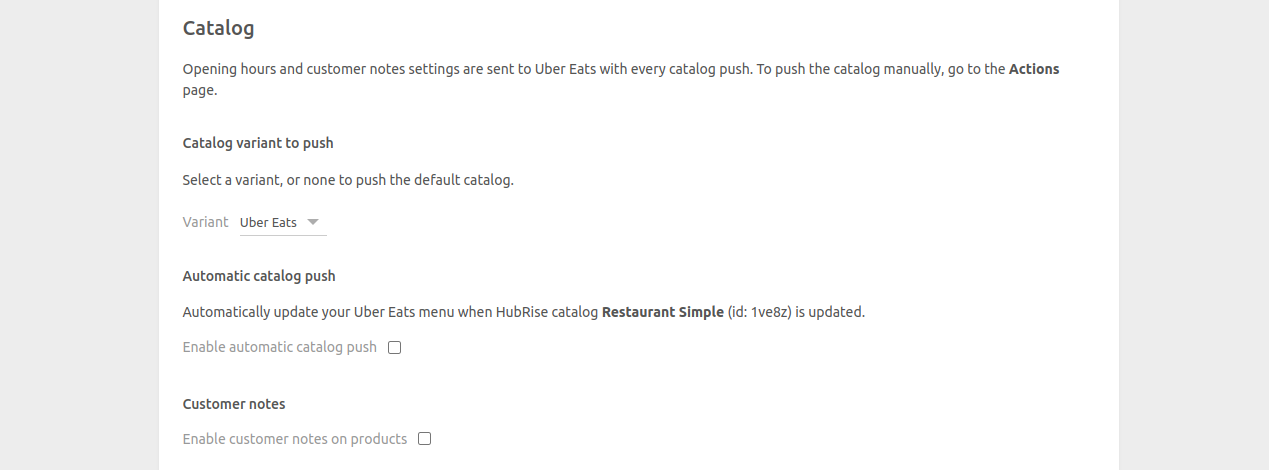 Catalog
Opening hours and customer notes settings are sent to Uber Eats with every catalog push. To push the catalog manually, go to the Actions
page.
Catalog variant to push
Select a variant, or none to push the default catalog.
Variant Uber Eats
Automatic catalog push
Automatically update your Uber Eats menu when HubRise catalog Restaurant Simple (id: 1ve8z) is updated.
Enable automatic catalog push
Customer notes
Enable customer notes on products